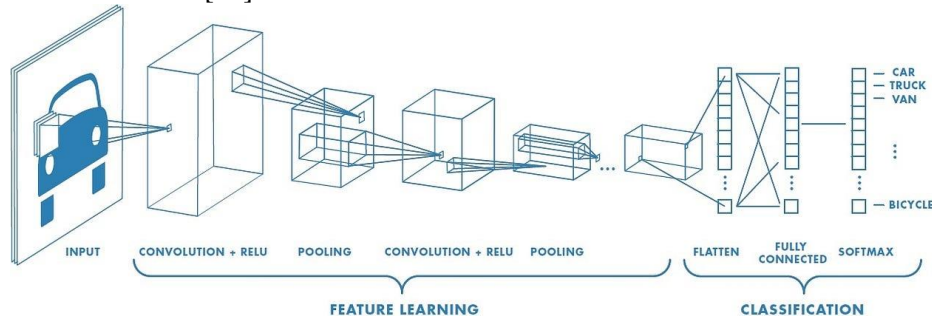 CAR
TRUCK
VAN
BICYCLE
INPUT
CONVOLUTION + RELU
POOLING
CONVOLUTION + RELU
POOLING
FLATTEN
FULLY
CONNECTED
SOFTMAX
FEATURE LEARNING
CLASSIFICATION